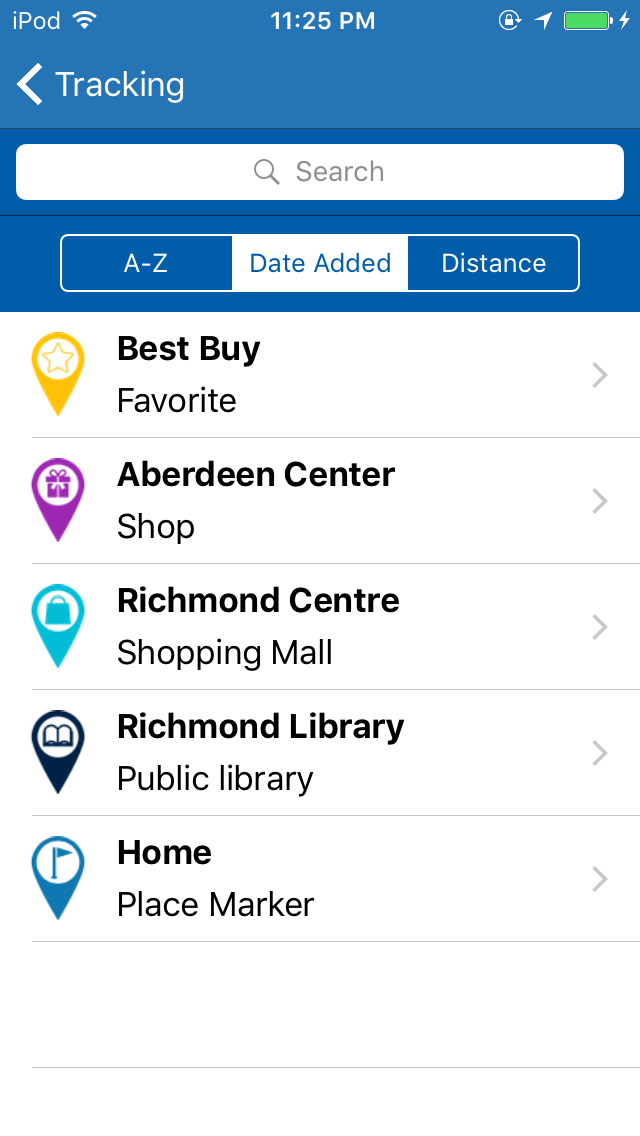 iPod 11:25 PM
Tracking
Search
A-Z Date Added Distance
Best Buy
Favorite
Aberdeen Center
Shop
Richmond Centre
Shopping Mall
Richmond Library
Public library
Home
Place Marker